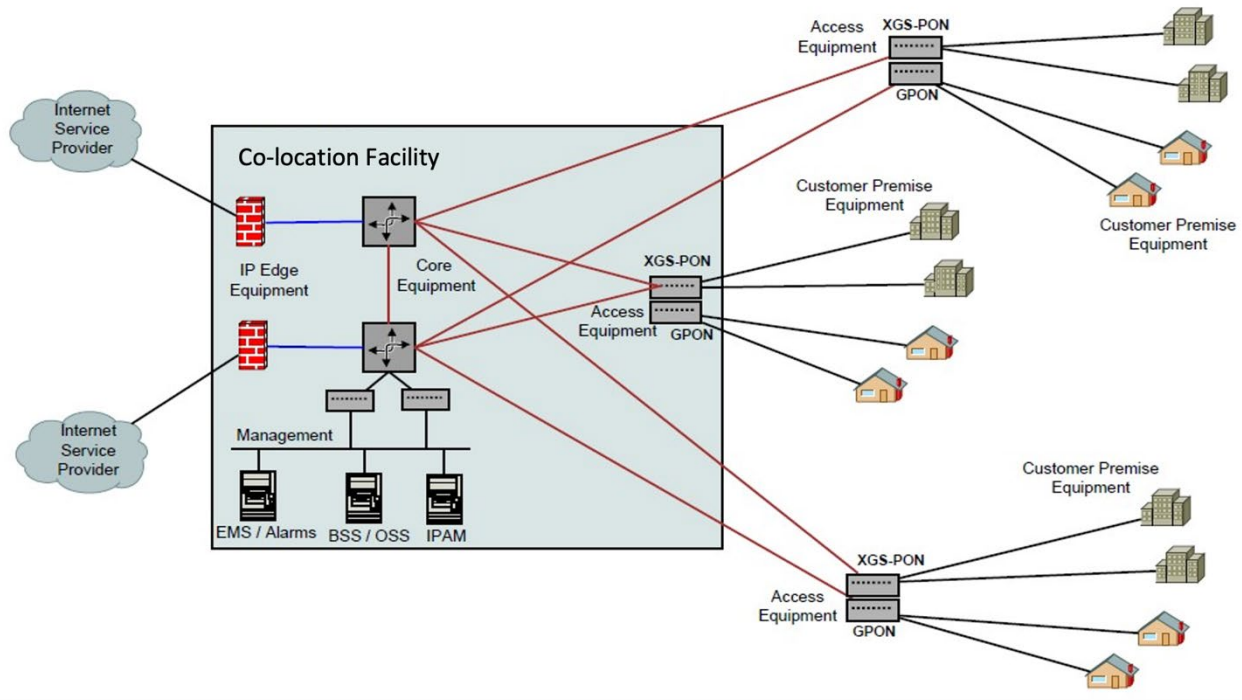 Access
Equipment
XGS-PON
GPON
Internet
Service
Provider
Co-location Facility
Customer Premise
Equipment
Customer Premise
Equipment
IP Edge
Equipment
Core
Equipment
XGS-PON
Access
Equipment
GPON
Internet
Service
Provider
Management
EMS / Alarms
BSS / OSS
IPAM
Customer Premise
Equipment
XGS-PON
Access
Equipment
GPON